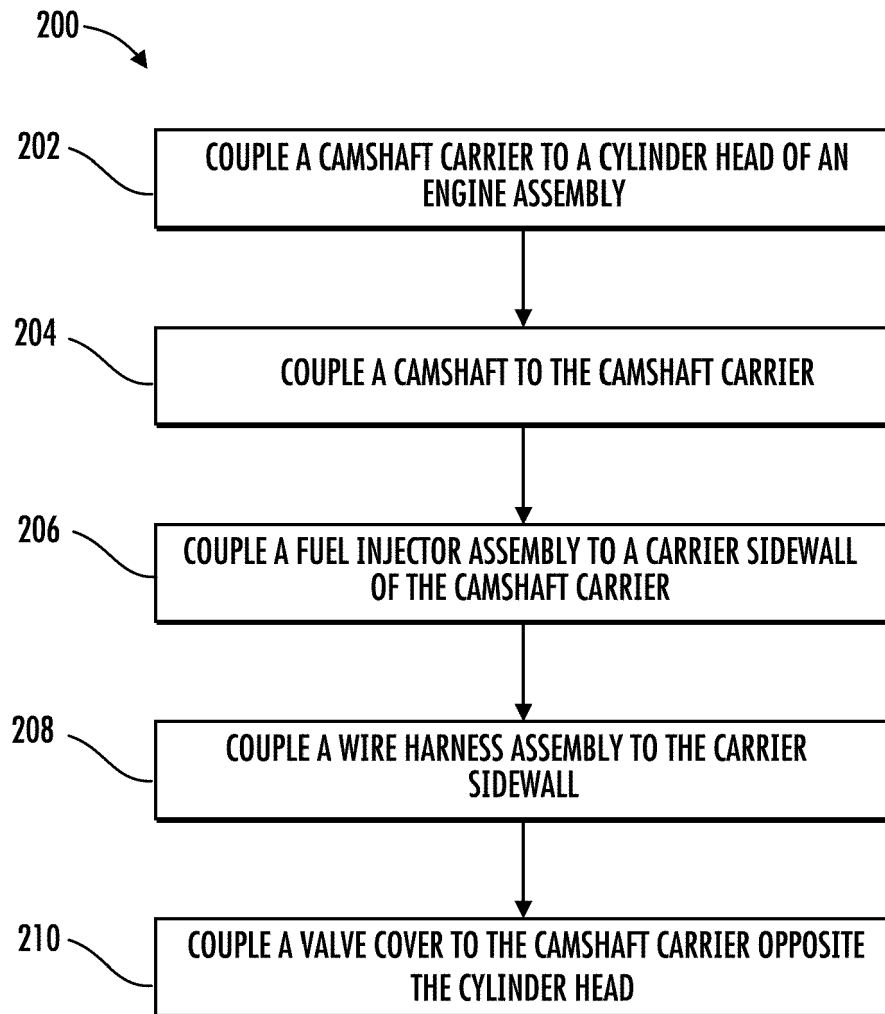 200
202
COUPLE A CAMSHAFT CARRIER TO A CYLINDER HEAD OF AN
ENGINE ASSEMBLY
204
COUPLE A CAMSHAFT TO THE CAMSHAFT CARRIER
206
COUPLE A FUEL INJECTOR ASSEMBLY TO A CARRIER SIDEWALL
OF THE CAMSHAFT CARRIER
208
COUPLE A WIRE HARNESS ASSEMBLY TO THE CARRIER
SIDEWALL
210
COUPLE A VALVE COVER TO THE CAMSHAFT CARRIER OPPOSITE
THE CYLINDER HEAD